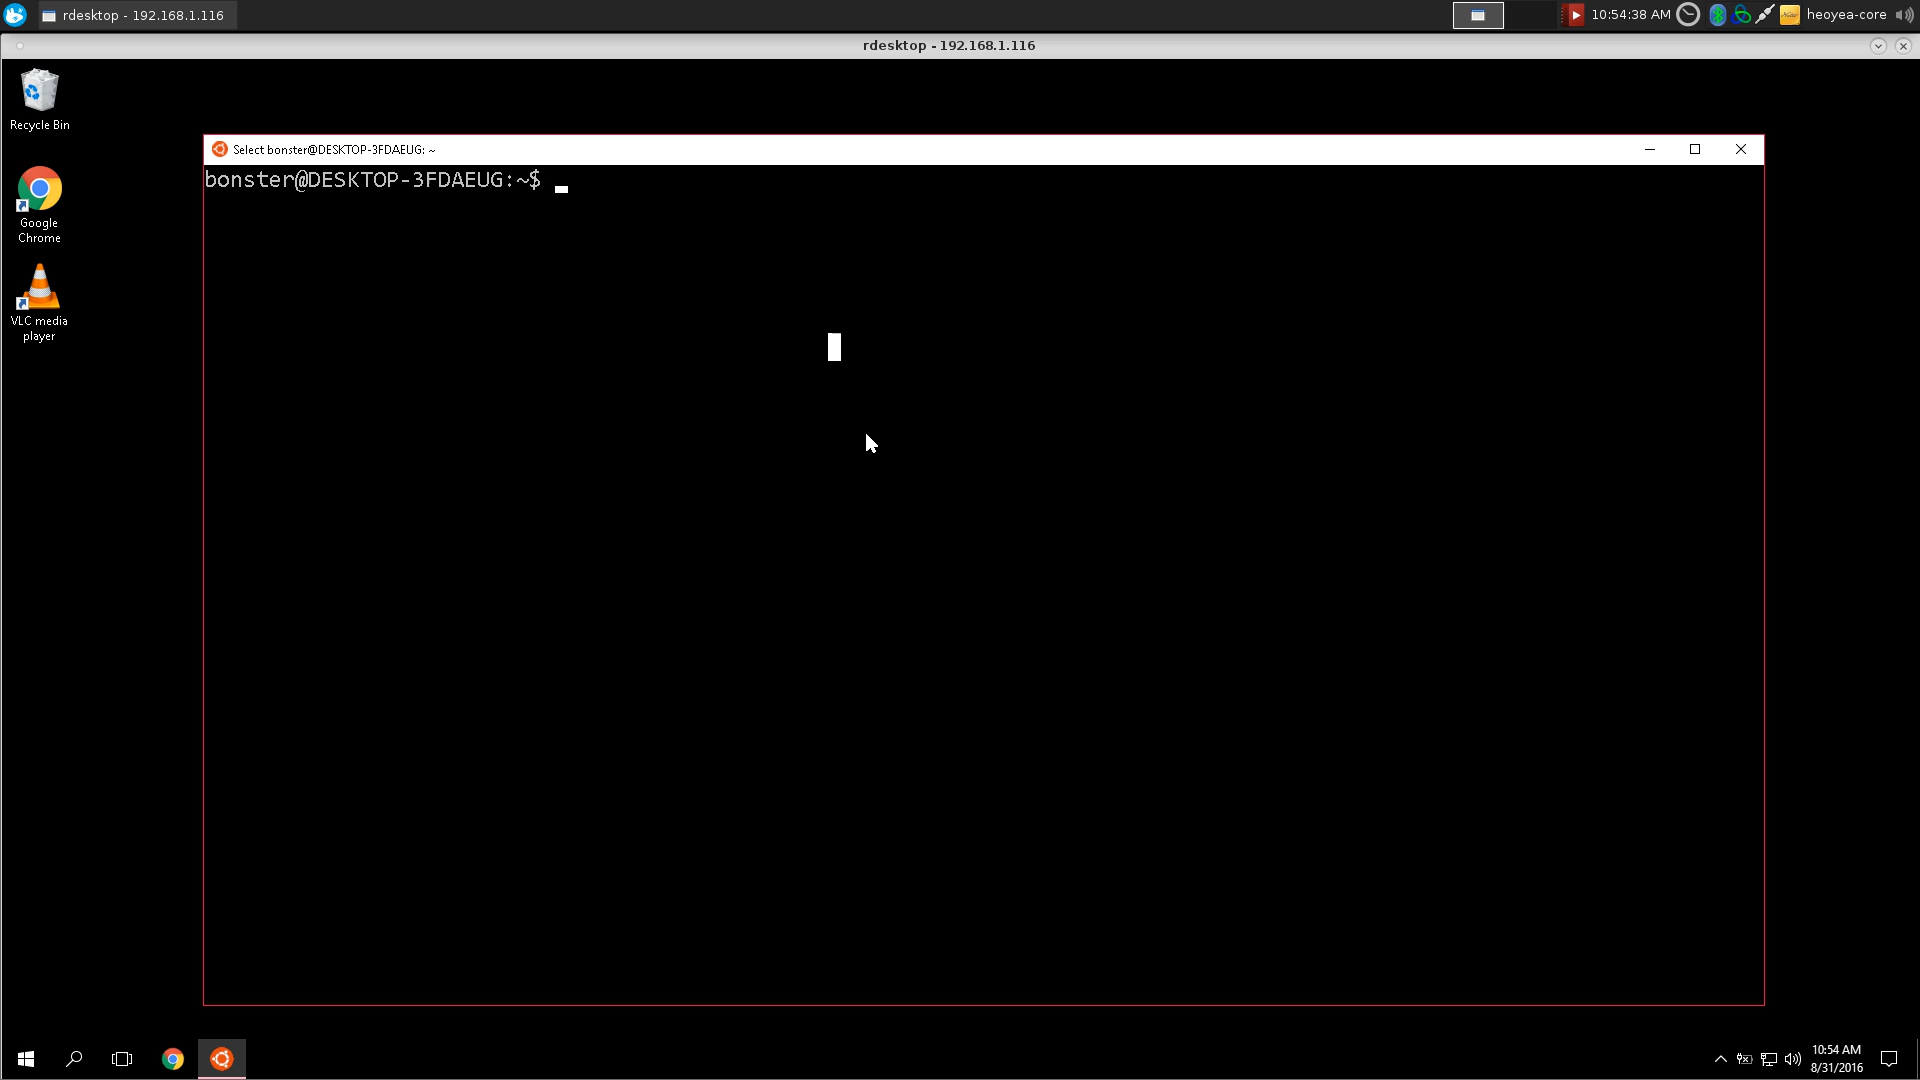 rdesktop - 192.168.1.116
10:54:38 AM
heoyea-core
rdesktop - 192.168.1.116
Recycle Bin
Google
Chrome
VLC media
player
Select bonster@DESKTOP-3FDAEUG: ~
bonster@DESKTOP-3FDAEUG:~$
10:54 AM
8/31/2016